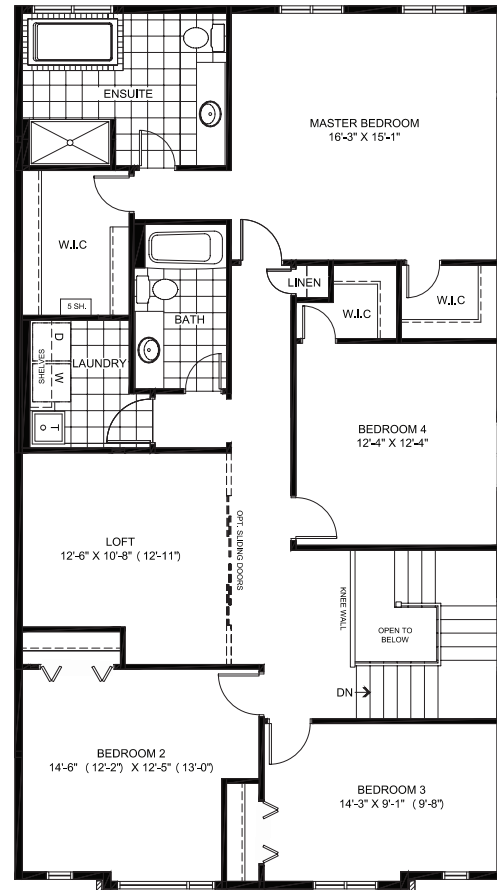 ENSUITE
MASTER BEDROOM
16'-3" X 15'-1"
W.I.C
5 SH.
LINEN
W.I.C
W.I.C
BATH
D
W
SHELVES
LAUNDRY
T
BEDROOM 4
12'-4" X 12'-4"
LOFT
12'-6" X 10'-8" ( 12'-11")
OPT. SLIDING DOORS
KNEE WALL
OPEN TO
BELOW
DN
BEDROOM 2
14'-6" ( 12'-2") X 12'-5" ( 13'-0")
BEDROOM 3
14'-3" X 9'-1" ( 9'-8")